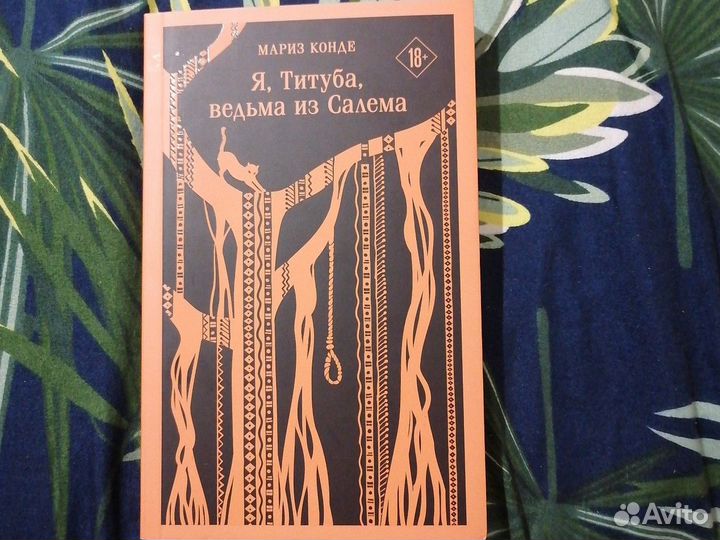 МАРИЗ КОНДЕ
18+
Я, Титуба,
ведьма из Салема
Avito